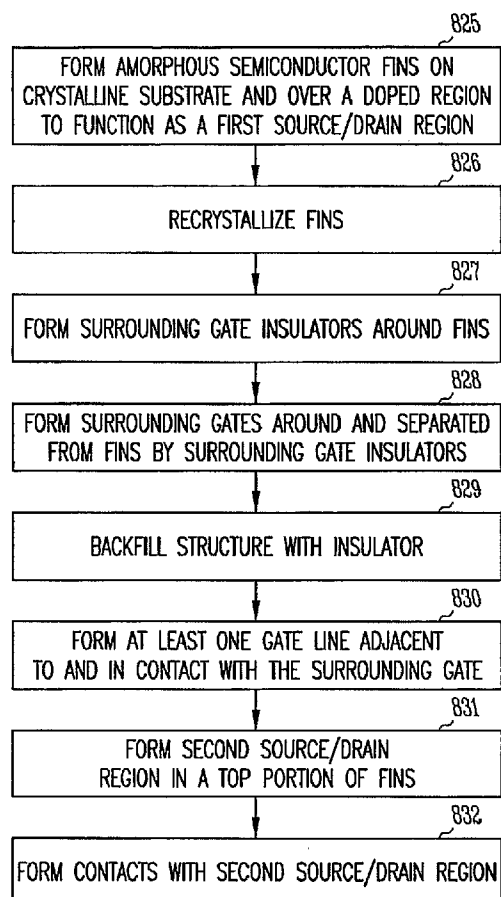 825
FORM AMORPHOUS SEMICONDUCTOR FINS ON
CRYSTALLINE SUBSTRATE AND OVER A DOPED REGION
TO FUNCTION AS A FIRST SOURCE/DRAIN REGION
826
RECRYSTALLIZE FINS
827
FORM SURROUNDING GATE INSULATORS AROUND FINS
828
FORM SURROUNDING GATES AROUND AND SEPARATED
FROM FINS BY SURROUNDING GATE INSULATORS
829
BACKFILL STRUCTURE WITH INSULATOR
830
FORM AT LEAST ONE GATE LINE ADJACENT
TO AND IN CONTACT WITH THE SURROUNDING GATE
831
FORM SECOND SOURCE/DRAIN
REGION IN A TOP PORTION OF FINS
832
FORM CONTACTS WITH SECOND SOURCE/DRAIN REGION